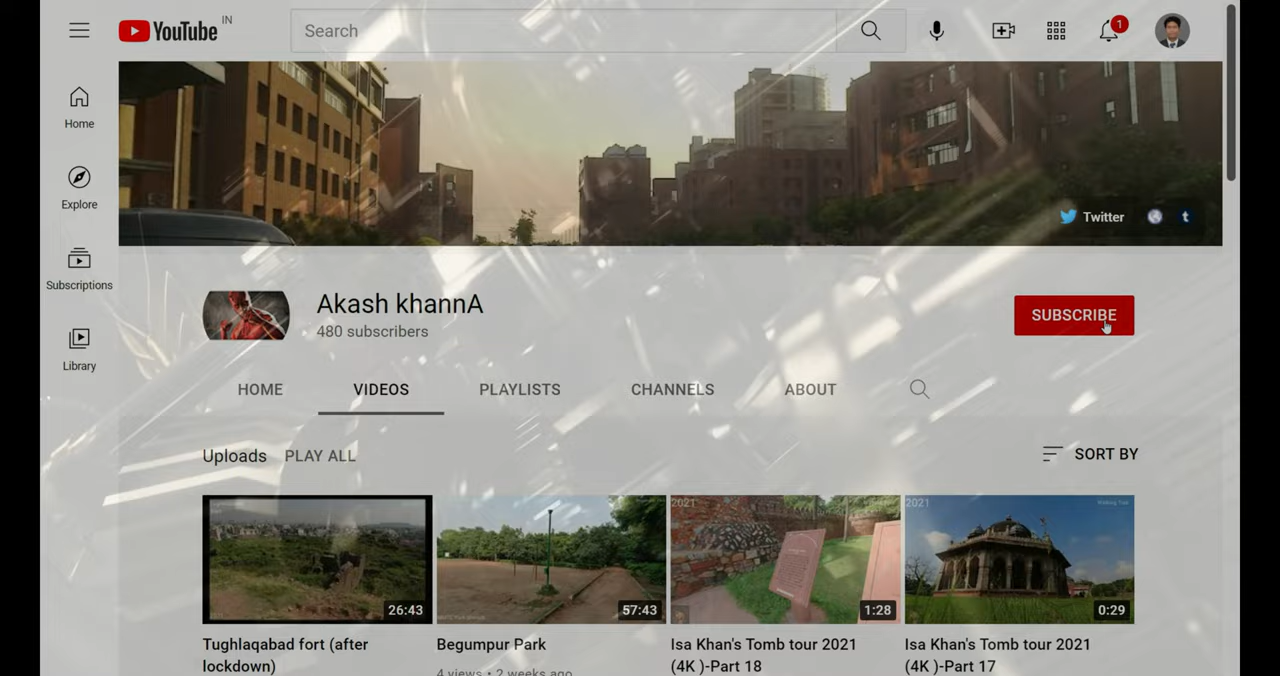 YouTube IN
Search
1
Home
Explore
Subscriptions
Library
Twitter
t
Akash khannA
480 subscribers
SUBSCRIBE
HOME VIDEOS PLAYLISTS CHANNELS ABOUT
Uploads PLAY ALL
SORT BY
2021
2021
26:43
57:43
1:28
0:29
Tughlaqabad fort (after
lockdown)
Begumpur Park
4 views • 2 weeks ago
Isa Khan's Tomb tour 2021
(4K )-Part 18
Isa Khan's Tomb tour 2021
(4K )-Part 17